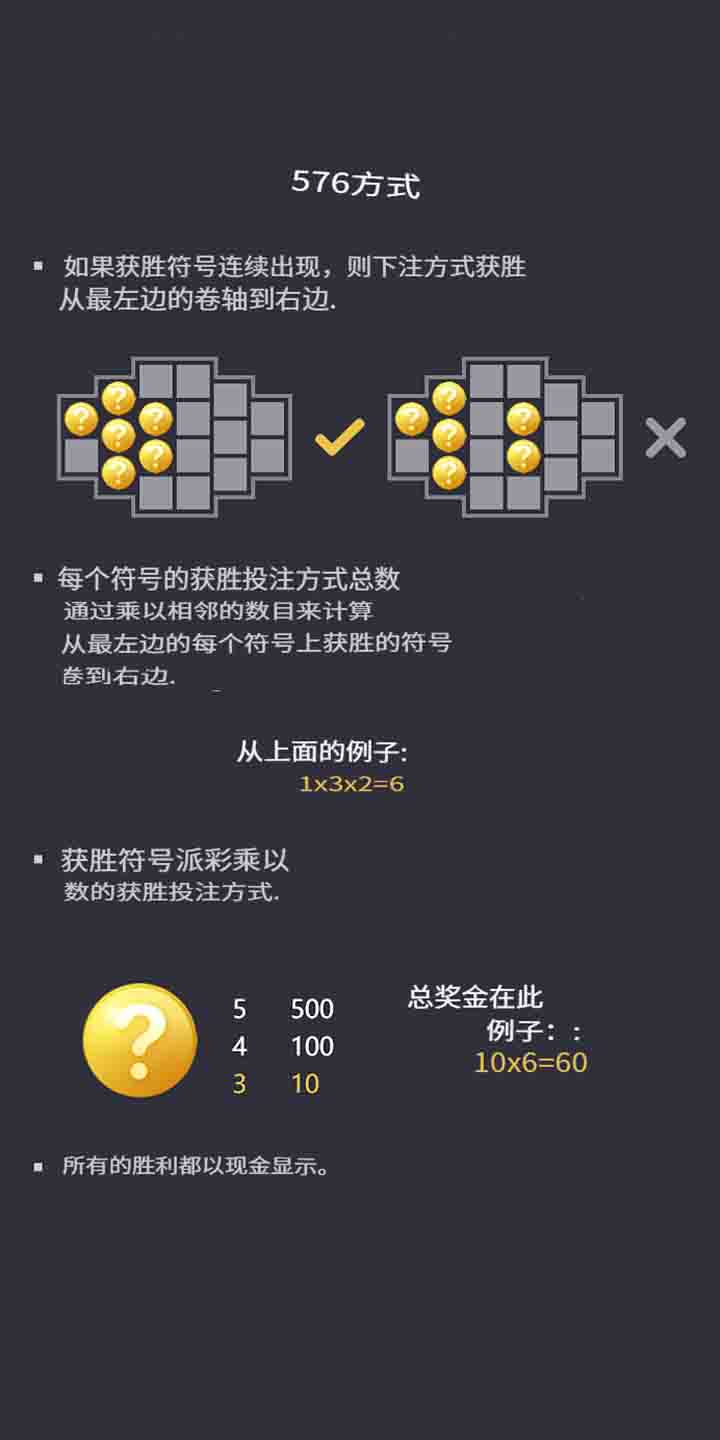 576方式
▪ 如果获胜符号连续出现，则下注方式获胜
从最左边的卷轴到右边.
▪ 每个符号的获胜投注方式总数
通过乘以相邻的数目来计算
从最左边的每个符号上获胜的符号
卷到右边.
从上面的例子:
1x3x2=6
▪ 获胜符号派彩乘以
数的获胜投注方式.
?
5 500
4 100
3 10
总奖金在此
例子：:
10x6=60
▪ 所有的胜利都以现金显示。